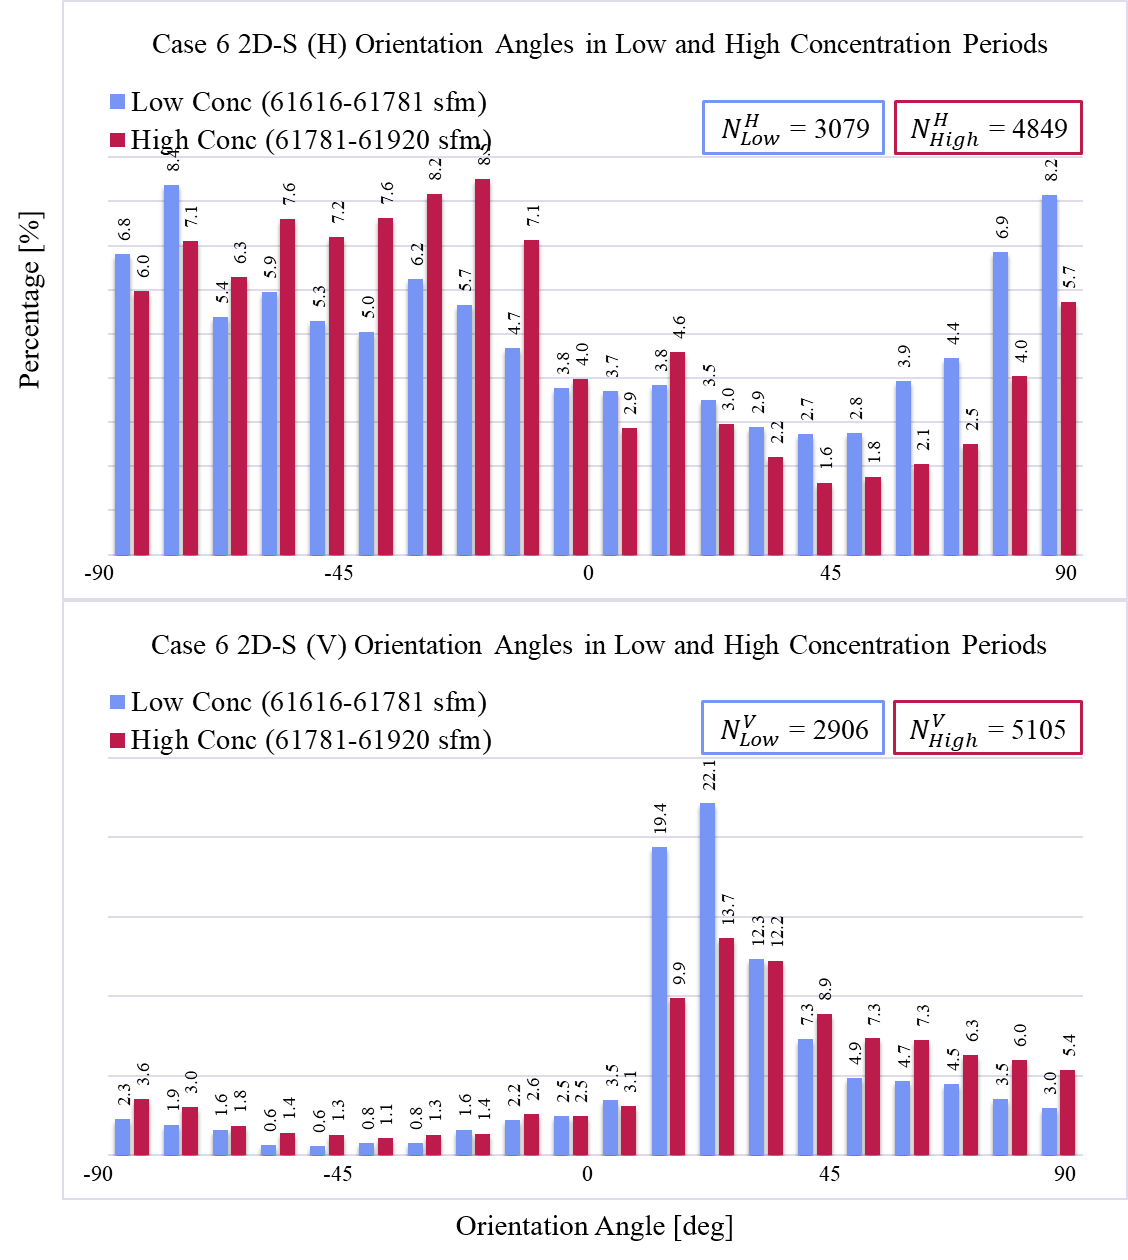 Case 6 2D-S (H) Orientation Angles in Low and High Concentration Periods
Low Conc (61616-61781 sfm)
High Conc (61781-61920 sfm)
N^H_Low = 3079
N^H_High = 4849
6.8 6.0 8.4 7.1 5.4 6.3 5.9 7.6 5.3 7.2 5.0 7.6 6.2 8.2 5.7 4.7 7.1 3.8 4.0 3.7 2.9 3.8 4.6 3.5 3.0 2.9 2.2 2.7 1.6 2.8 1.8 3.9 2.1 4.4 2.5 6.9 4.0 8.2 5.7
-90 -45 0 45 90
Percentage [%]
Case 6 2D-S (V) Orientation Angles in Low and High Concentration Periods
Low Conc (61616-61781 sfm)
High Conc (61781-61920 sfm)
N^V_Low = 2906
N^V_High = 5105
2.3 3.6 1.9 3.0 1.6 1.8 0.6 1.4 0.6 1.3 0.8 1.1 0.8 1.3 1.6 1.4 2.2 2.6 2.5 2.5 3.5 3.1 19.4 9.9 22.1 13.7 12.3 12.2 7.3 8.9 4.9 7.3 4.7 7.3 4.5 6.3 3.5 6.0 3.0 5.4
-90 -45 0 45 90
Orientation Angle [deg]